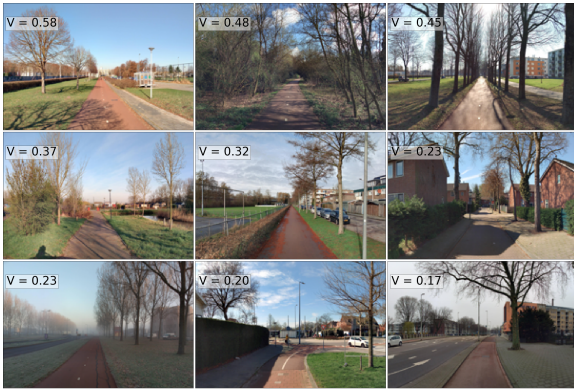 V = 0.58
V = 0.48
V = 0.45
V = 0.37
V = 0.32
V = 0.23
V = 0.23
V = 0.20
V = 0.17